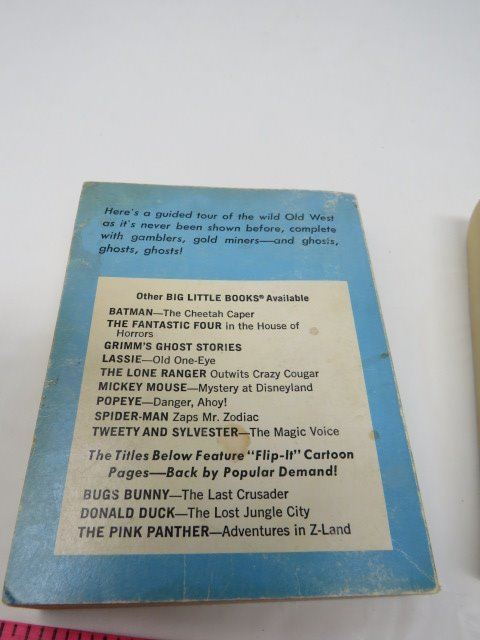 Here's a guided tour of the wild Old West
as it's never been shown before, complete
with gamblers, gold miners—and ghosts,
ghosts, ghosts!
Other BIG LITTLE BOOKS® Available
BATMAN—The Cheetah Caper
THE FANTASTIC FOUR in the House of
Horrors
GRIMM'S GHOST STORIES
LASSIE—Old One-Eye
THE LONE RANGER Outwits Crazy Cougar
MICKEY MOUSE—Mystery at Disneyland
POPEYE—Danger, Ahoy!
SPIDER-MAN Zaps Mr. Zodiac
TWEETY AND SYLVESTER—The Magic Voice
The Titles Below Feature "Flip-It" Cartoon
Pages—Back by Popular Demand!
BUGS BUNNY—The Last Crusader
DONALD DUCK—The Lost Jungle City
THE PINK PANTHER—Adventures in Z-Land